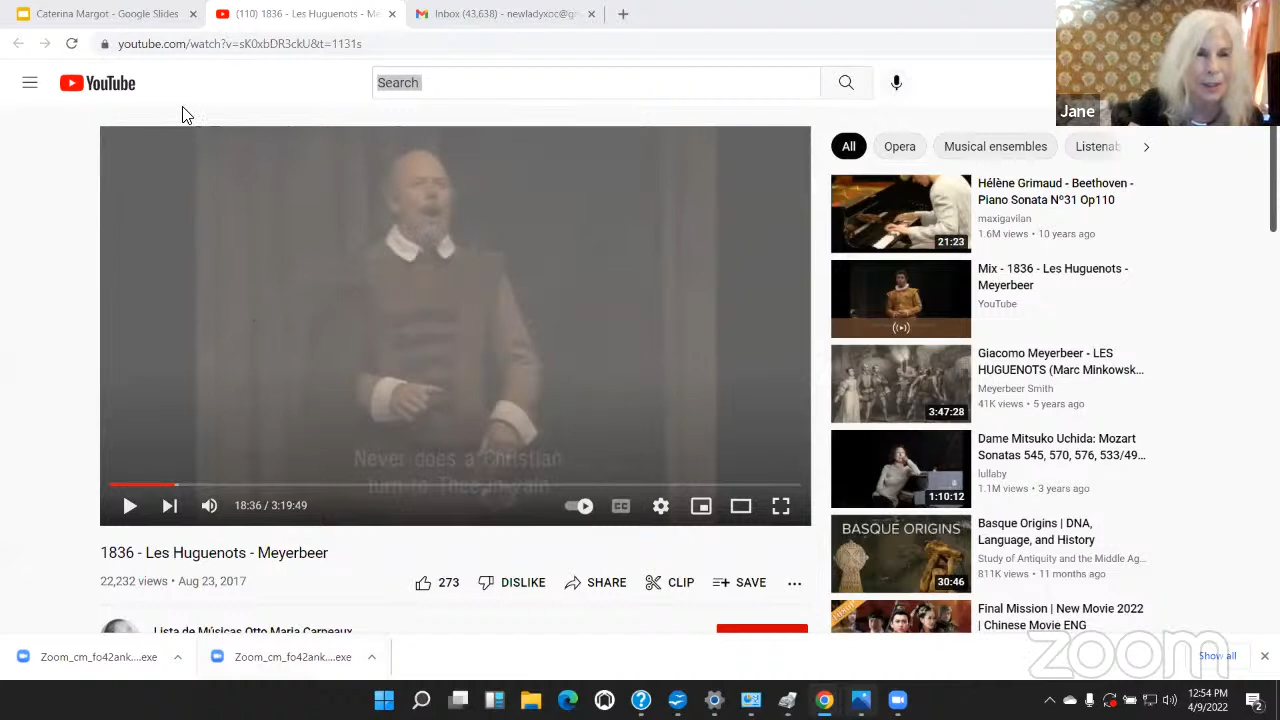 Caterina Margot - Google Slides
(110) 1836 - Les Huguenots - Me
Inbox (43,638) - newladyxoc@gm
youtube.com/watch?v=sK0xbDR3ckU&t=1131s
YouTube
Search
Jane
All
Opera
Musical ensembles
Listenab
Never does a Christian
turn to Thee in vain
18:36 / 3:19:49
CC
1836 - Les Huguenots - Meyerbeer
22,232 views • Aug 23, 2017
273
DISLIKE
SHARE
CLIP
SAVE
Lista de Músicas Otto Maria Carpeaux
Hélène Grimaud - Beethoven -
Piano Sonata Nº31 Op110
maxigavilan
1.6M views • 10 years ago
21:23
Mix - 1836 - Les Huguenots -
Meyerbeer
YouTube
Giacomo Meyerbeer - LES
HUGUENOTS (Marc Minkowsk...
Meyerbeer Smith
41K views • 5 years ago
3:47:28
Dame Mitsuko Uchida: Mozart
Sonatas 545, 570, 576, 533/49...
lullaby
1.1M views • 3 years ago
1:10:12
BASQUE ORIGINS
Basque Origins | DNA,
Language, and History
Study of Antiquity and the Middle Ag...
811K views • 11 months ago
30:46
Final Mission | New Movie 2022
| Chinese Movie ENG
zoom
Zoom_cm_fo42ank....exe
Zoom_cm_fo42ank....exe
Show all
12:54 PM
4/9/2022
2